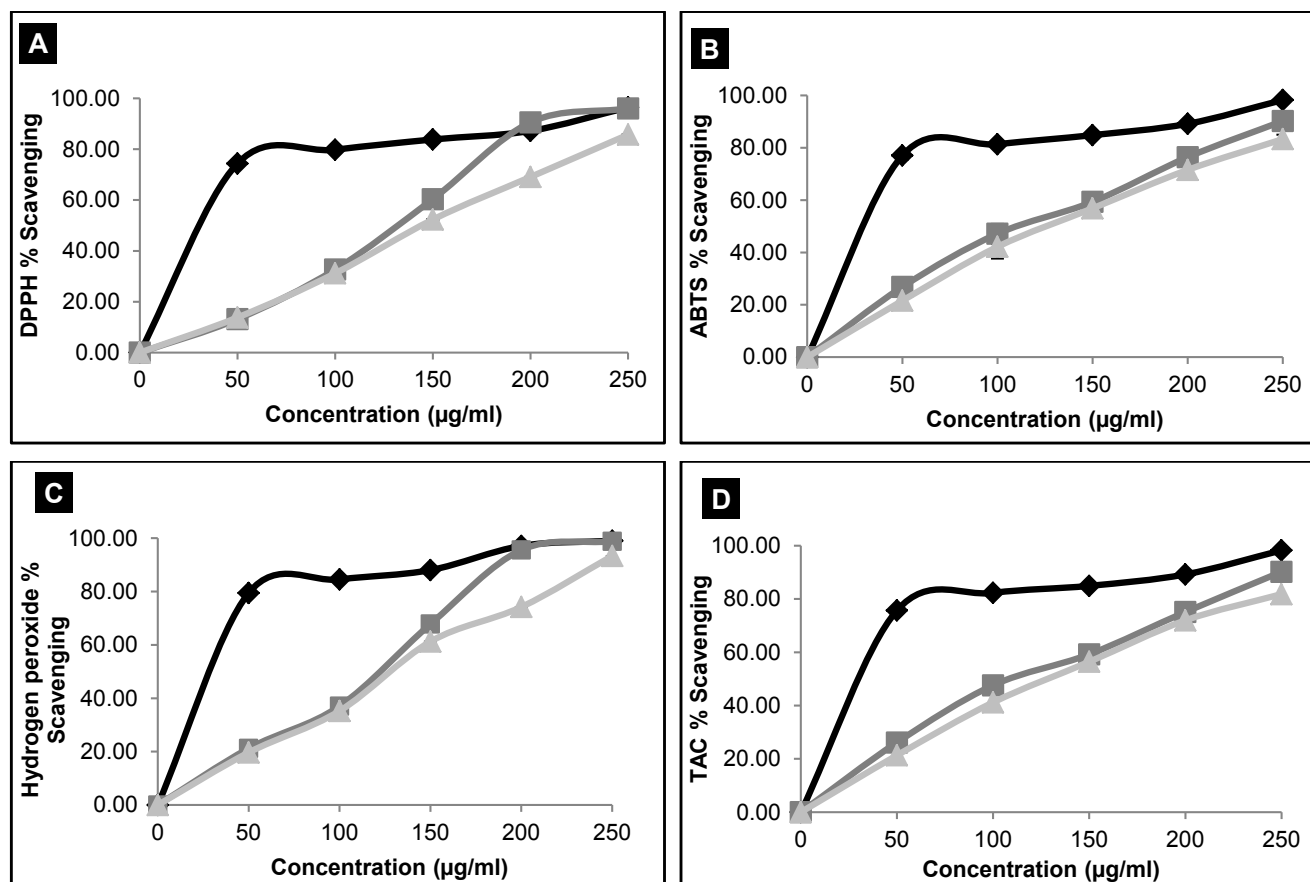 A
DPPH % Scavenging
100.00
80.00
60.00
40.00
20.00
0.00
0 50 100 150 200 250
Concentration (µg/ml)
B
ABTS % Scavenging
100.00
80.00
60.00
40.00
20.00
0.00
0 50 100 150 200 250
Concentration (µg/ml)
C
Hydrogen peroxide %
Scavenging
100.00
80.00
60.00
40.00
20.00
0.00
0 50 100 150 200 250
Concentration (µg/ml)
D
TAC % Scavenging
100.00
80.00
60.00
40.00
20.00
0.00
0 50 100 150 200 250
Concentration (µg/ml)